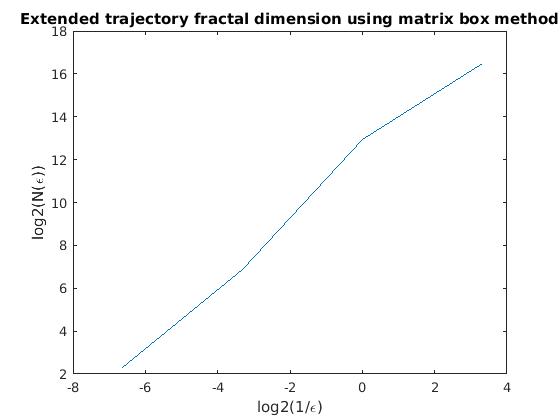 Extended trajectory fractal dimension using matrix box method
18
16
14
12
10
8
6
4
2
log2(N(ϵ))
-8 -6 -4 -2 0 2 4
log2(1/ϵ)